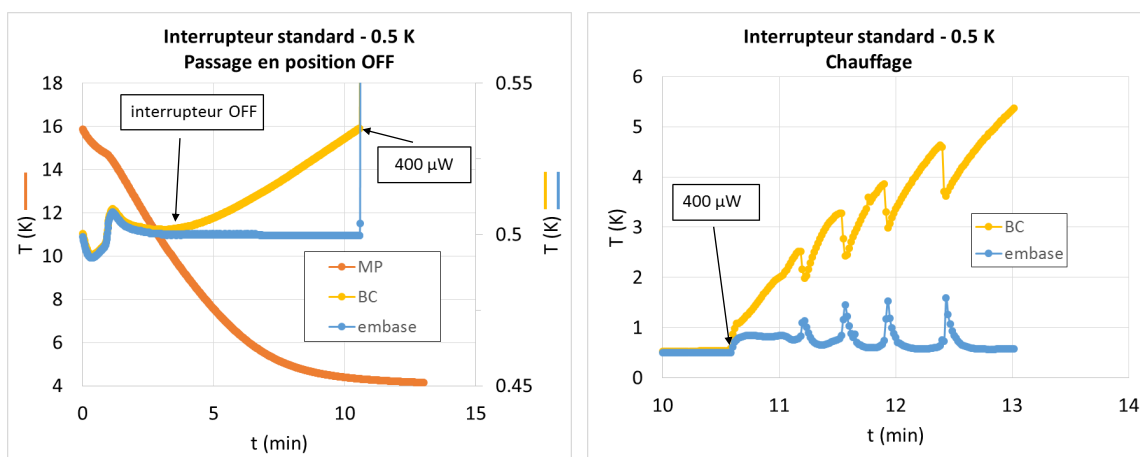 Interrupteur standard - 0.5 K
Passage en position OFF
18
16
14
12
10
8
6
4
0.55
0.5
0.45
T (K)
T (K)
interrupteur OFF
400 µW
MP
BC
embase
0
5
10
15
t (min)
Interrupteur standard - 0.5 K
Chauffage
6
5
4
3
2
1
0
T (K)
400 µW
BC
embase
10
11
12
13
14
t (min)